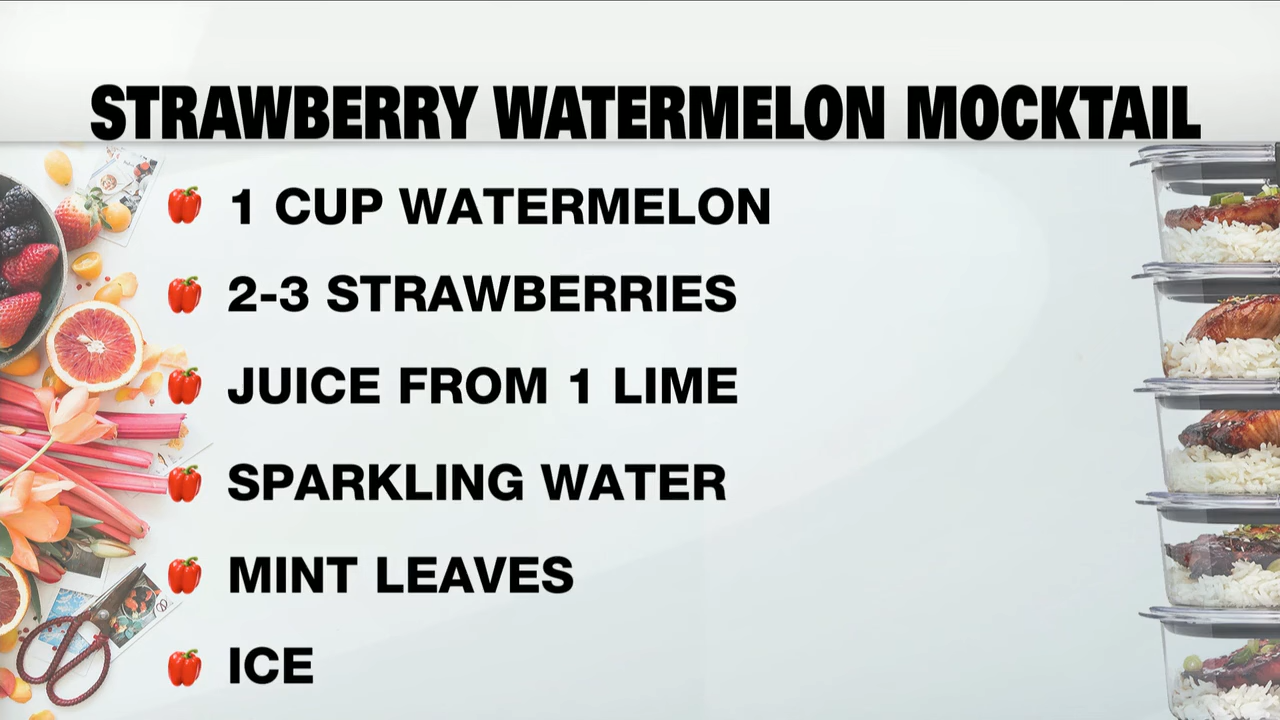 STRAWBERRY WATERMELON MOCKTAIL
1 CUP WATERMELON
2-3 STRAWBERRIES
JUICE FROM 1 LIME
SPARKLING WATER
MINT LEAVES
ICE